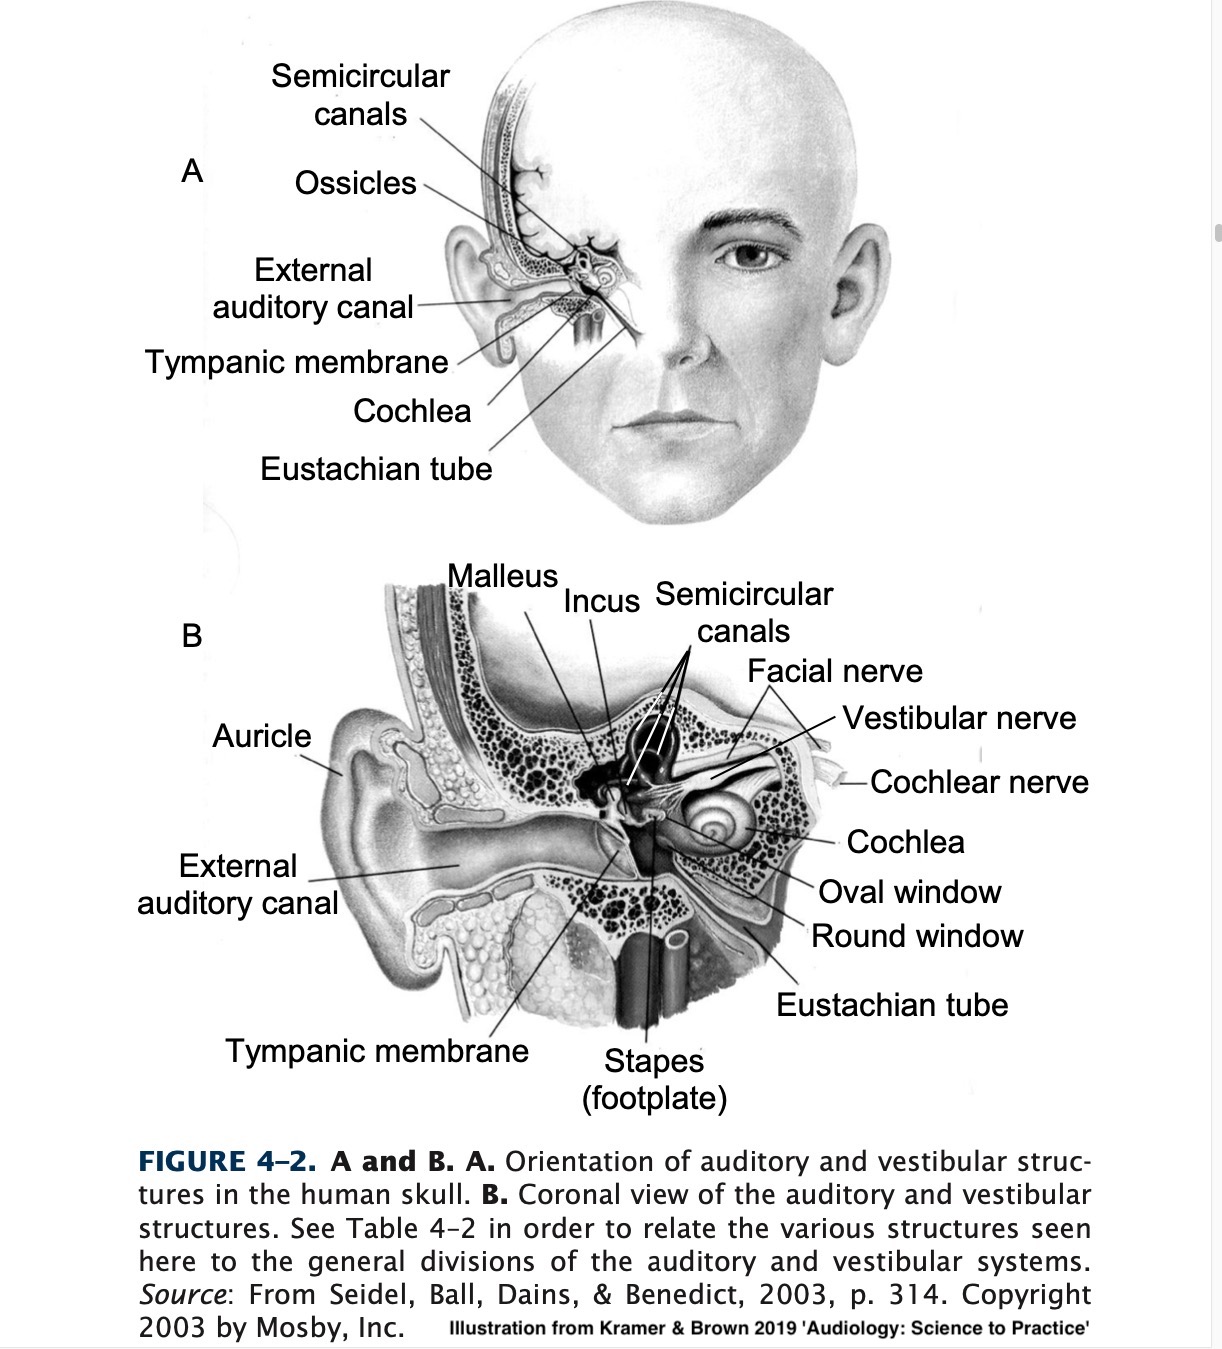 Semicircular
canals
A
Ossicles
External
auditory canal
Tympanic membrane
Cochlea
Eustachian tube
Malleus
Incus
Semicircular
canals
B
Facial nerve
Vestibular nerve
Auricle
Cochlear nerve
Cochlea
External
auditory canal
Oval window
Round window
Eustachian tube
Tympanic membrane
Stapes
(footplate)
FIGURE 4–2. A and B. A. Orientation of auditory and vestibular struc-
tures in the human skull. B. Coronal view of the auditory and vestibular
structures. See Table 4–2 in order to relate the various structures seen
here to the general divisions of the auditory and vestibular systems.
Source: From Seidel, Ball, Dains, & Benedict, 2003, p. 314. Copyright
2003 by Mosby, Inc.
Illustration from Kramer & Brown 2019 'Audiology: Science to Practice'